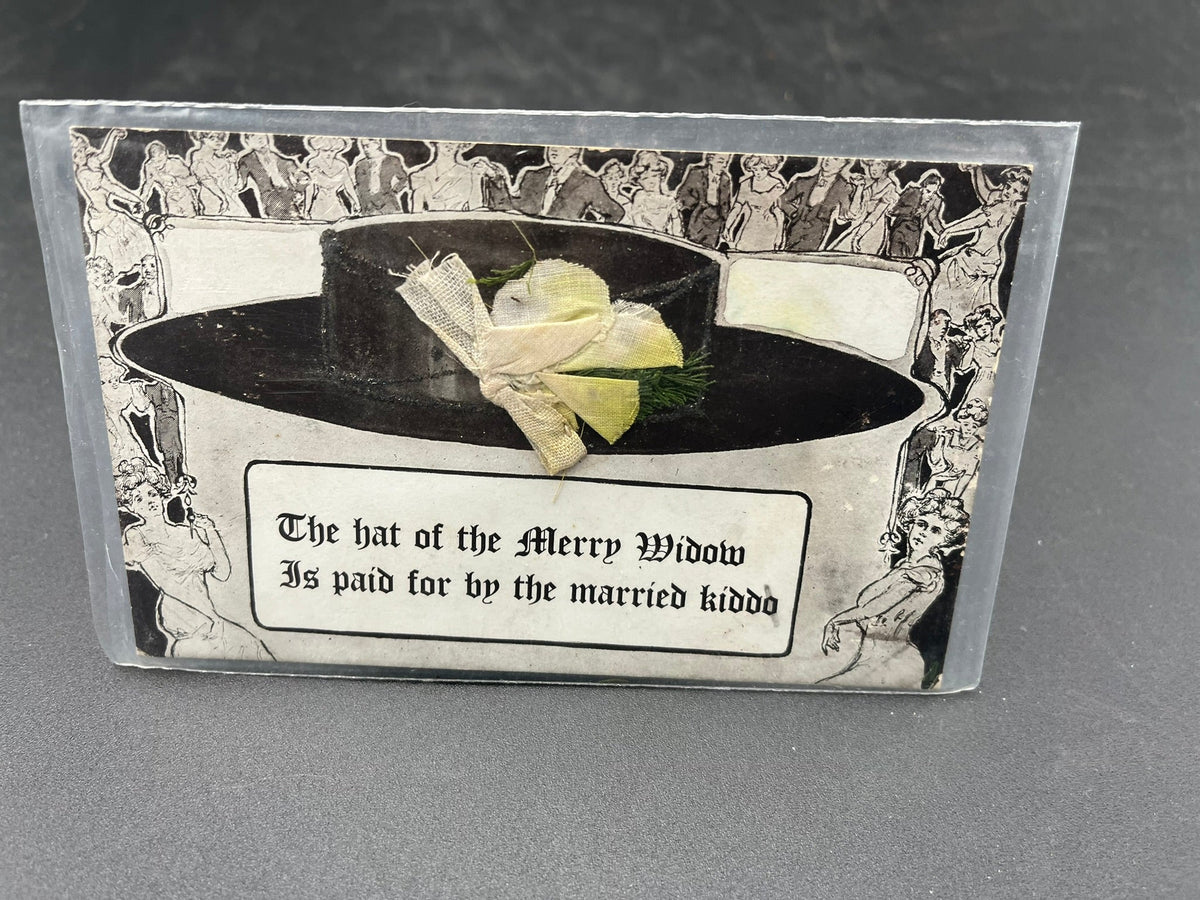 The hat of the Merry Widow
Is paid for by the married kiddo